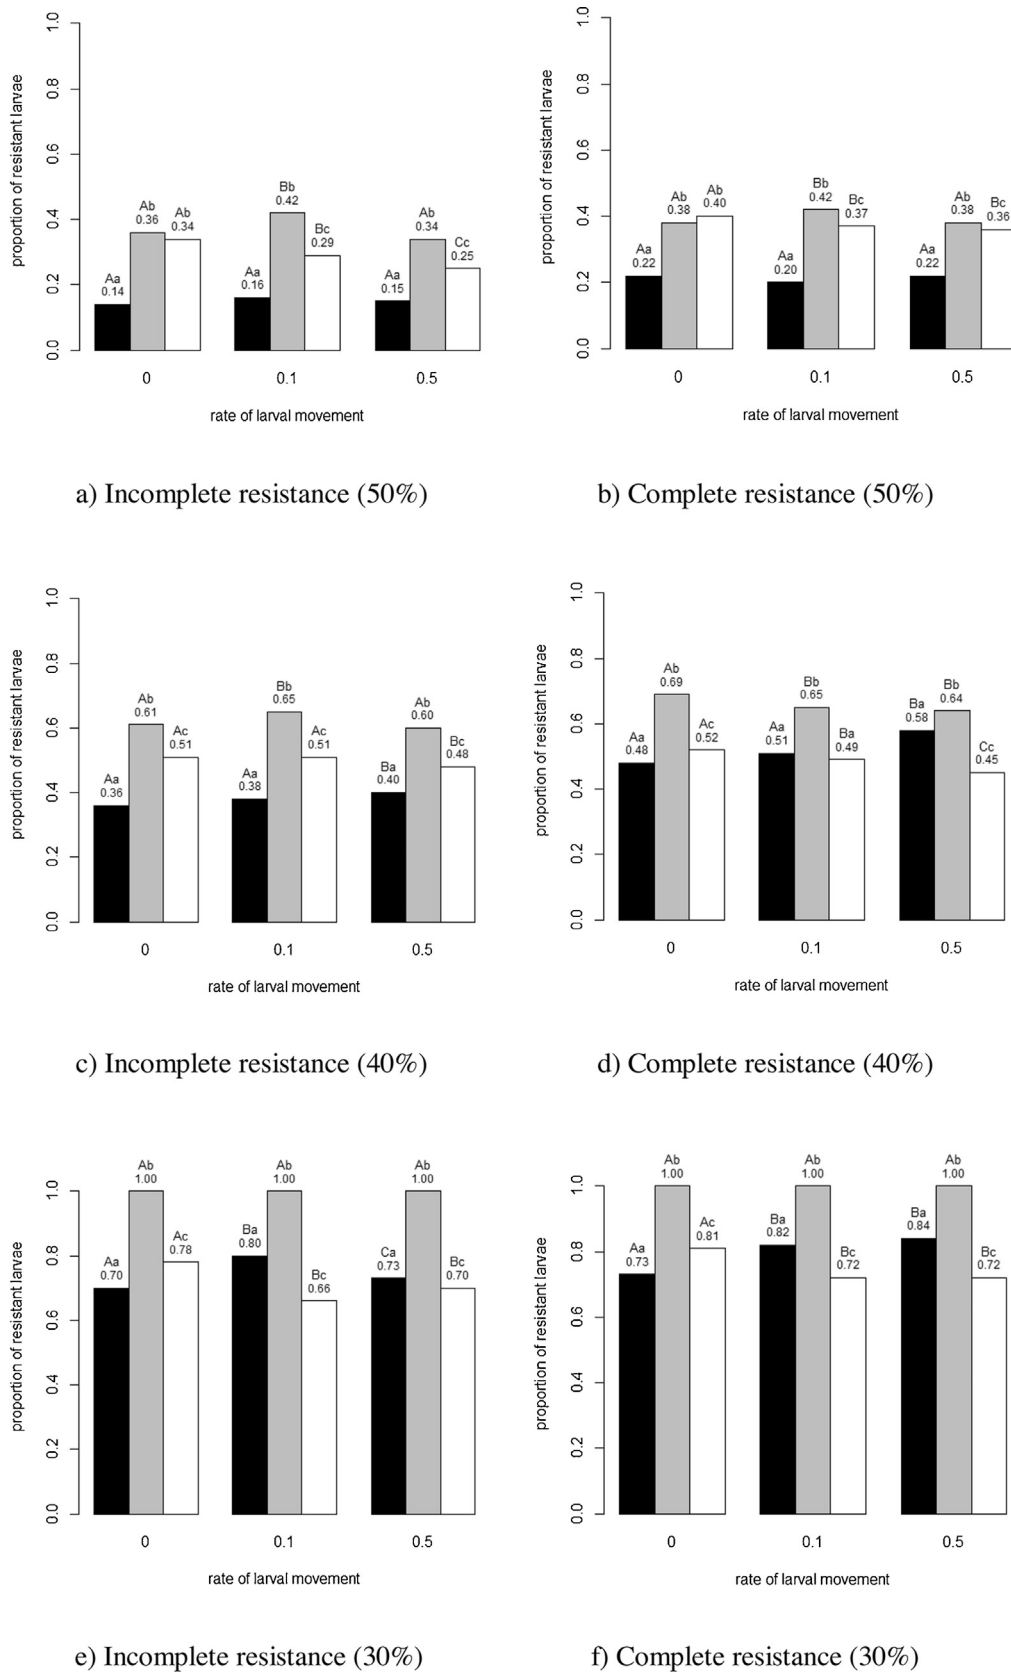 proportion of resistant larvae
1.0
0.8
0.6
0.4
0.2
0.0
Aa
0.14
Ab
0.36
Ab
0.34
Aa
0.16
Bb
0.42
Bc
0.29
Aa
0.15
Ab
0.34
Cc
0.25
0 0.1 0.5
rate of larval movement
a) Incomplete resistance (50%)
proportion of resistant larvae
1.0
0.8
0.6
0.4
0.2
0.0
Aa
0.22
Ab
0.38
Ab
0.40
Aa
0.20
Bb
0.42
Bc
0.37
Aa
0.22
Ab
0.38
Bc
0.36
0 0.1 0.5
rate of larval movement
b) Complete resistance (50%)
proportion of resistant larvae
1.0
0.8
0.6
0.4
0.2
0.0
Aa
0.36
Ab
0.61
Ac
0.51
Aa
0.38
Bb
0.65
Ac
0.51
Ba
0.40
Ab
0.60
Bc
0.48
0 0.1 0.5
rate of larval movement
c) Incomplete resistance (40%)
proportion of resistant larvae
1.0
0.8
0.6
0.4
0.2
0.0
Aa
0.48
Ab
0.69
Ac
0.52
Aa
0.51
Bb
0.65
Ba
0.49
Ba
0.58
Bb
0.64
Cc
0.45
0 0.1 0.5
rate of larval movement
d) Complete resistance (40%)
proportion of resistant larvae
1.0
0.8
0.6
0.4
0.2
0.0
Aa
0.70
Ab
1.00
Ac
0.78
Ba
0.80
Ab
1.00
Bc
0.66
Ca
0.73
Ab
1.00
Bc
0.70
0 0.1 0.5
rate of larval movement
e) Incomplete resistance (30%)
proportion of resistant larvae
1.0
0.8
0.6
0.4
0.2
0.0
Aa
0.73
Ab
1.00
Ac
0.81
Ba
0.82
Ab
1.00
Bc
0.72
Ba
0.84
Ab
1.00
Bc
0.72
0 0.1 0.5
rate of larval movement
f) Complete resistance (30%)